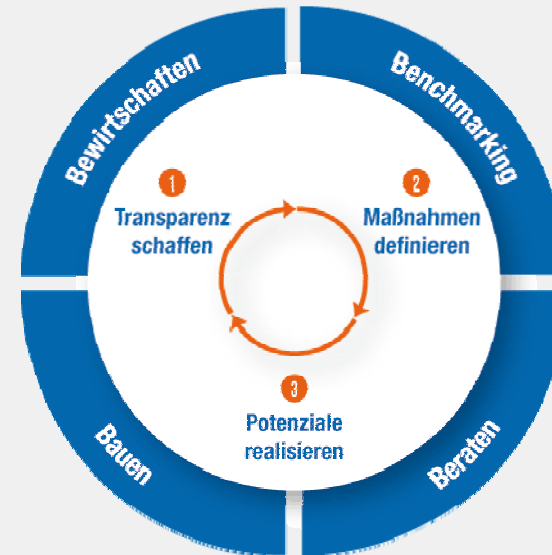 Bewirtschaften
Benchmarking
1
Transparenz
schaffen
2
Maßnahmen
definieren
3
Potenziale
realisieren
Bauen
Beraten